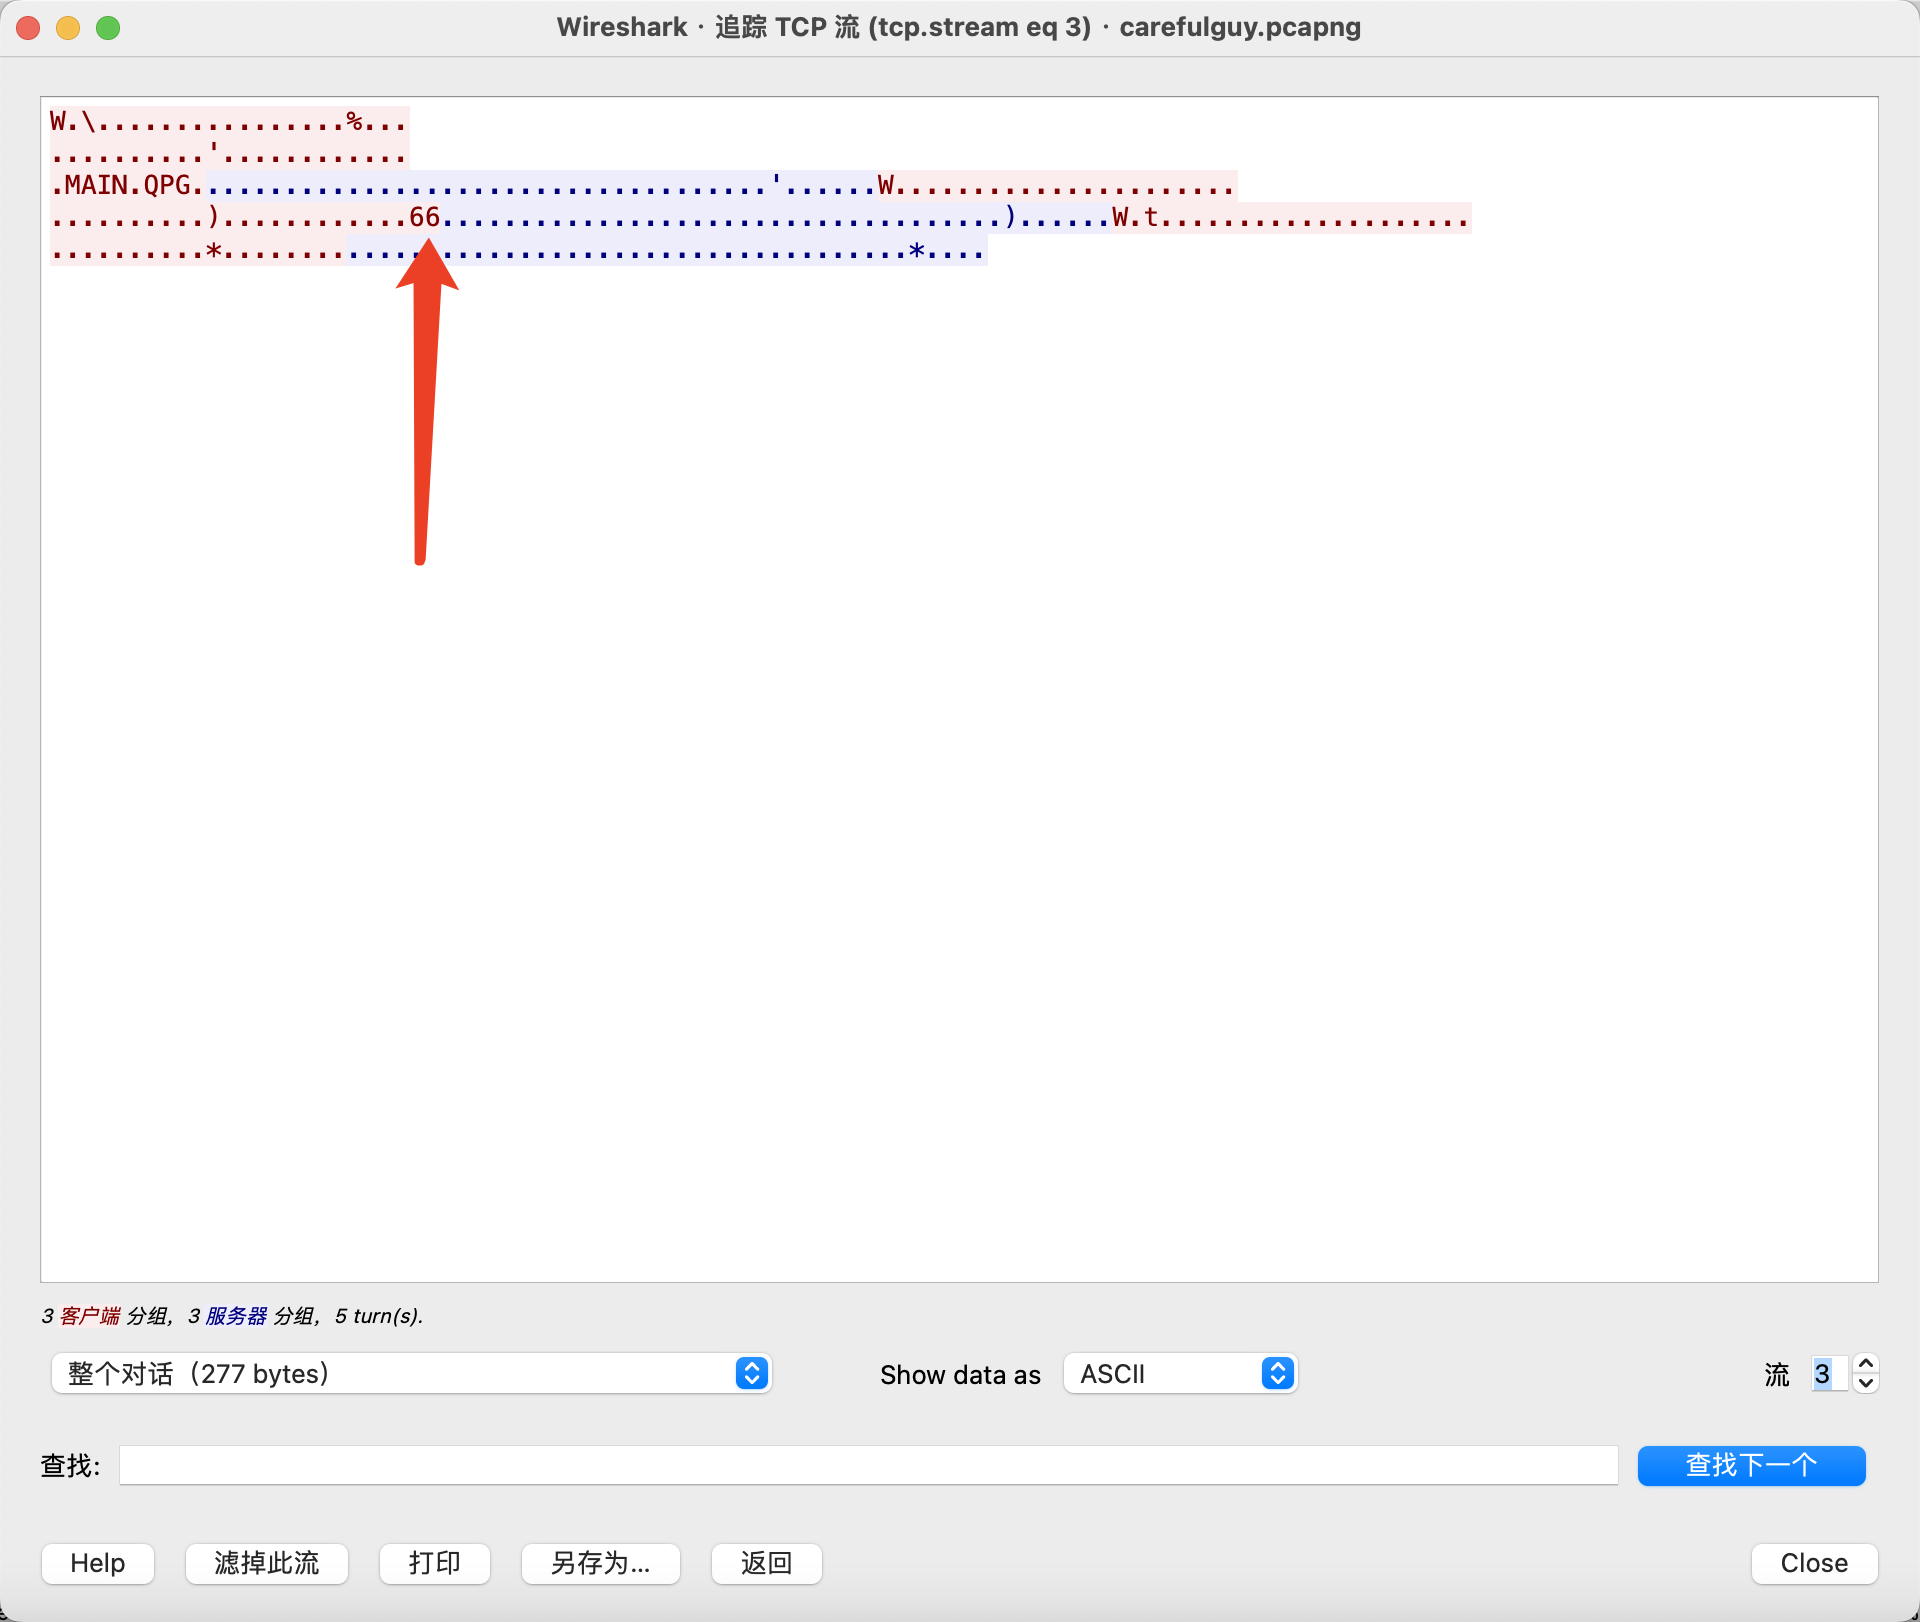 Wireshark · 追踪 TCP 流 (tcp.stream eq 3) · carefulguy.pcapng
W.\................%...
..........'............
.MAIN.QPG.....................................'......W......................
..........)............66....................................)......W.t....................
..........*............................................*....
3 客户端 分组，3 服务器 分组，5 turn(s).
整个对话（277 bytes） Show data as ASCII 流 3
查找: 查找下一个
Help 滤掉此流 打印 另存为... 返回 Close